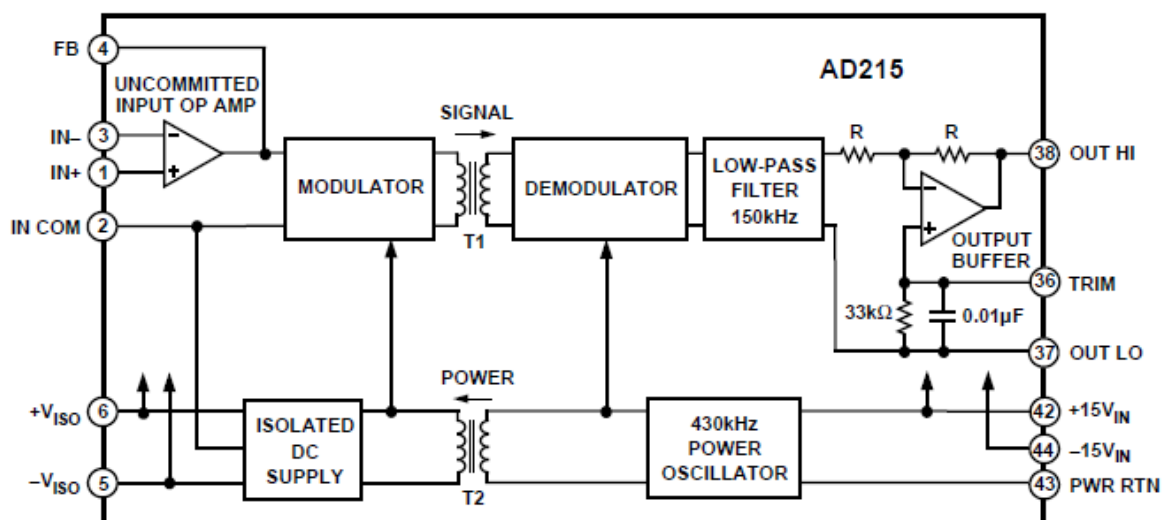 FB
4
UNCOMMITTED
INPUT OP AMP
AD215
IN–
3
–
IN+
1
+
IN COM
2
MODULATOR
SIGNAL
T1
DEMODULATOR
LOW-PASS
FILTER
150kHz
R
R
–
+
OUTPUT
BUFFER
38
OUT HI
36
TRIM
33kΩ
0.01µF
37
OUT LO
+VISO
6
–VISO
5
ISOLATED
DC
SUPPLY
POWER
T2
430kHz
POWER
OSCILLATOR
42
+15VIN
44
–15VIN
43
PWR RTN